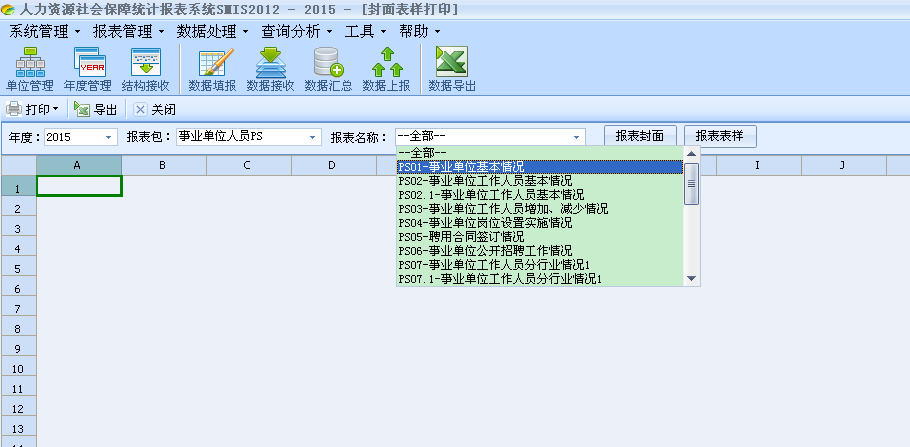 人力资源社会保障统计报表系统SMIS2012 - 2015 - [封面表样打印]
系统管理 报表管理 数据处理 查询分析 工具 帮助
YEAR
单位管理 年度管理 结构接收 数据填报 数据接收 数据汇总 数据上报 数据导出
打印 导出 关闭
年度: 2015 报表包: 事业单位人员PS 报表名称: --全部-- 报表封面 报表表样
--全部--
A B C D I J
PS01-事业单位基本情况
1
PS02-事业单位工作人员基本情况
PS02.1-事业单位工作人员基本情况
2
PS03-事业单位工作人员增加、减少情况
PS04-事业单位岗位设置实施情况
3
PS05-聘用合同签订情况
4
PS06-事业单位公开招聘工作情况
5
PS07-事业单位工作人员分行业情况1
PS07.1-事业单位工作人员分行业情况1
6
7
8
9
10
11
12
13